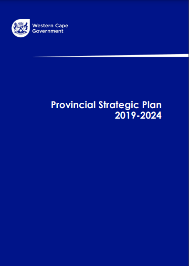 Western Cape
Government
Provincial Strategic Plan
2019-2024